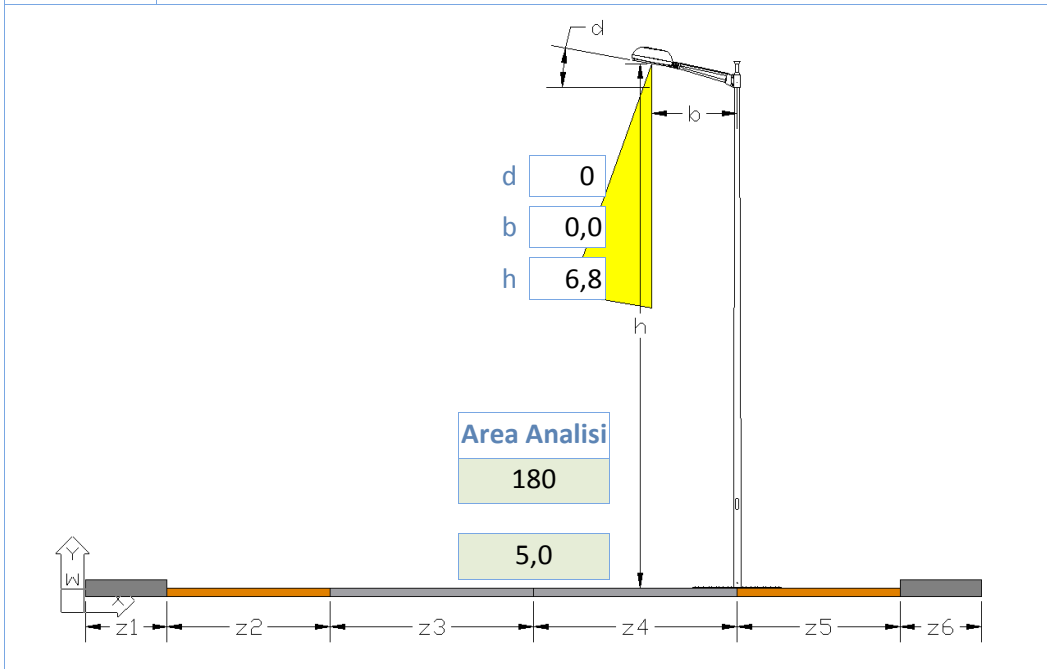 d
b
d 0
b 0,0
h 6,8
h
Area Analisi
180
5,0
Y
W
X
z1 z2 z3 z4 z5 z6